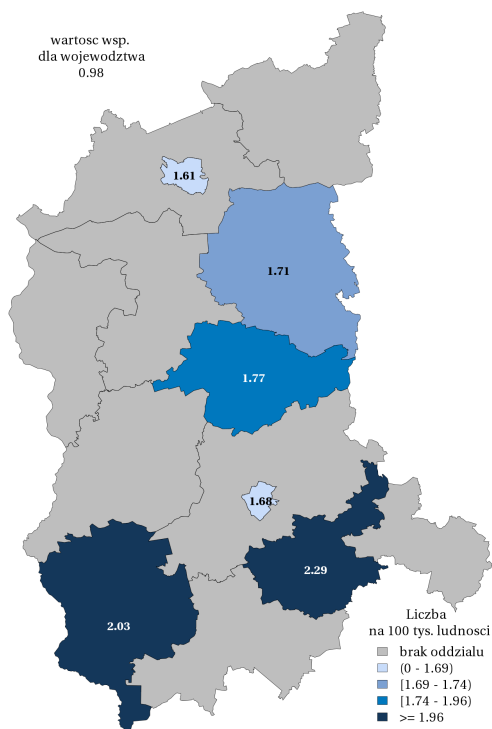 wartosc wsp.
dla wojewodztwa
0.98
1.61
1.71
1.77
1.68
2.29
2.03
Liczba
na 100 tys. ludnosci
brak oddzialu
(0 - 1.69)
[1.69 - 1.74)
[1.74 - 1.96)
>= 1.96